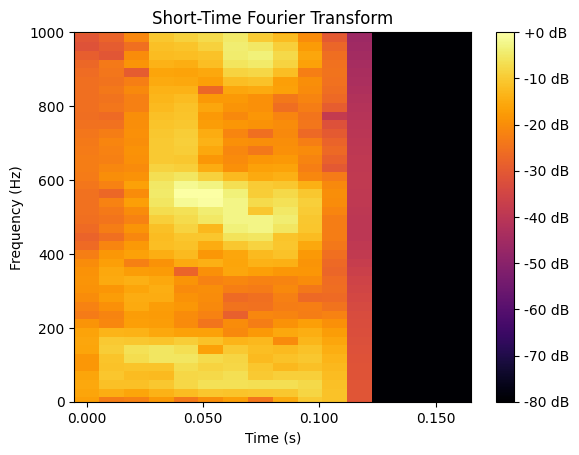 Short-Time Fourier Transform
1000
800
600
400
200
0
Frequency (Hz)
0.000
0.050
0.100
0.150
Time (s)
+0 dB
-10 dB
-20 dB
-30 dB
-40 dB
-50 dB
-60 dB
-70 dB
-80 dB